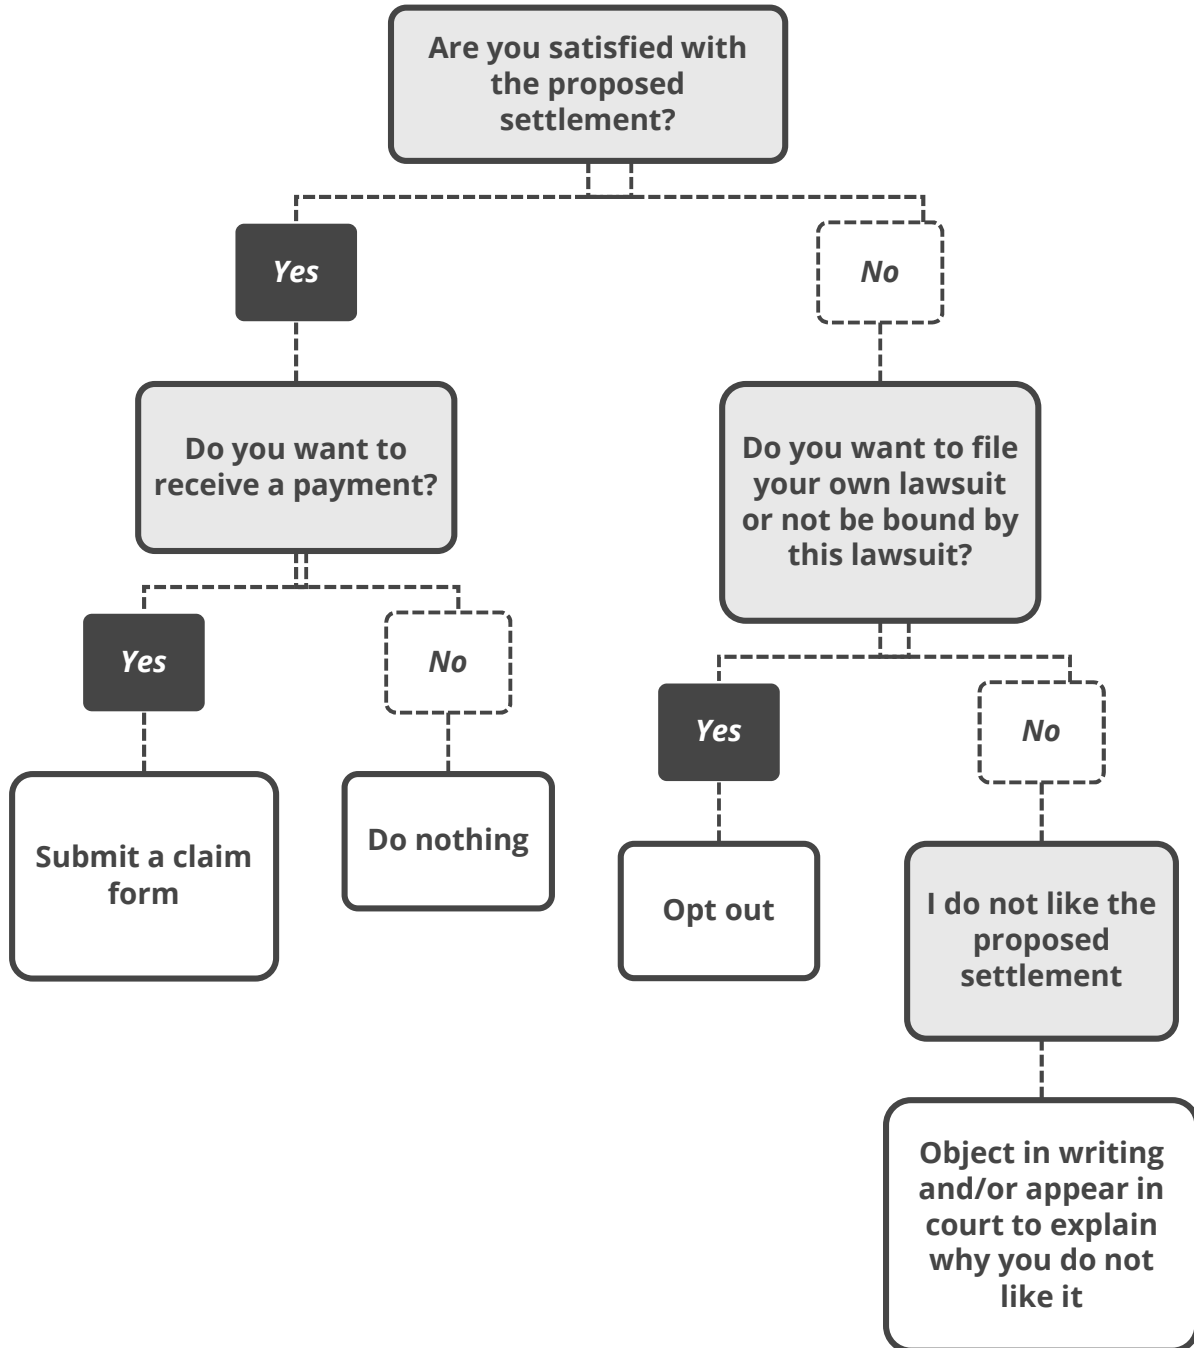 Are you satisfied with
the proposed
settlement?
Yes
No
Do you want to
receive a payment?
Do you want to file
your own lawsuit
or not be bound by
this lawsuit?
Yes
No
Yes
No
Submit a claim
form
Do nothing
Opt out
I do not like the
proposed
settlement
Object in writing
and/or appear in
court to explain
why you do not
like it